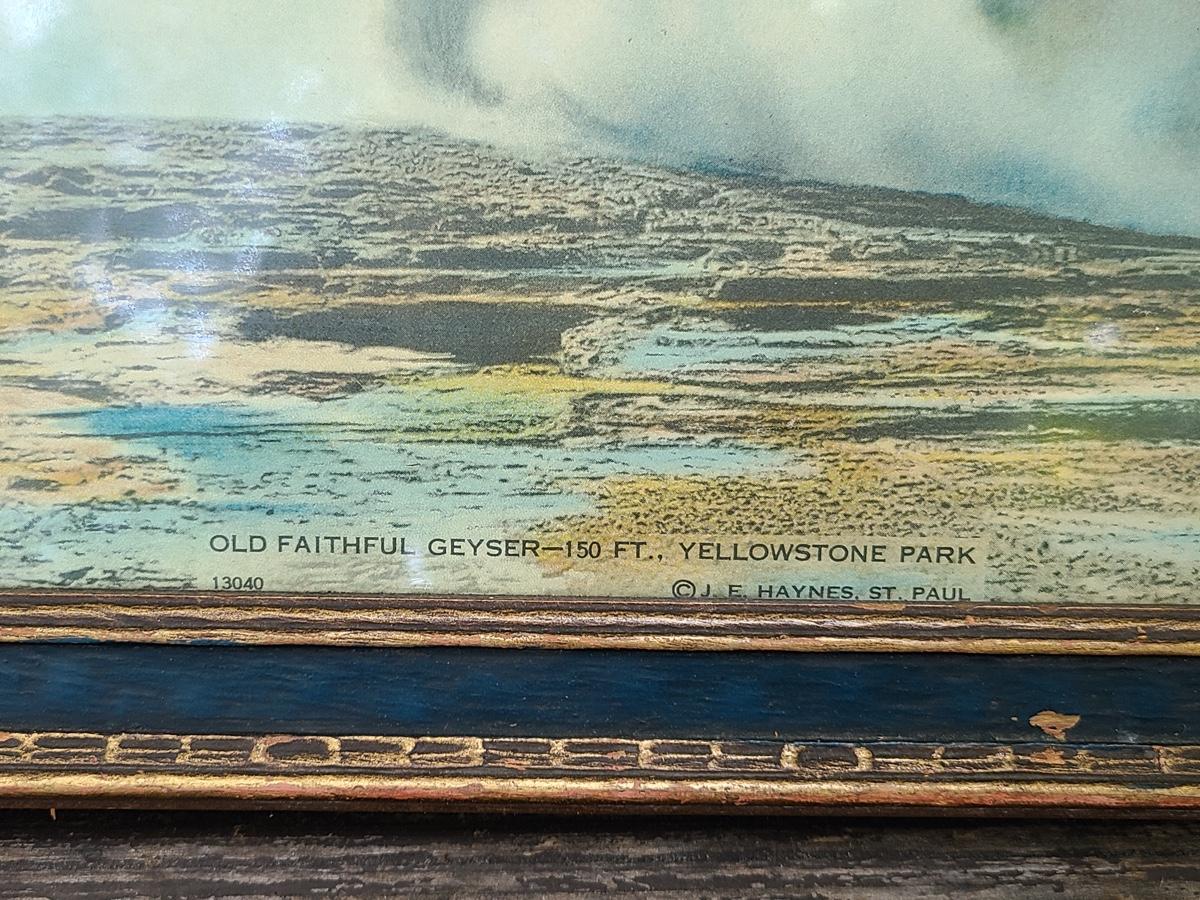 OLD FAITHFUL GEYSER—150 FT., YELLOWSTONE PARK
13040
© J. E. HAYNES, ST. PAUL